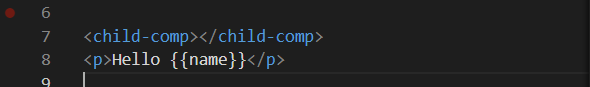 6
7 <child-comp></child-comp>
8 <p>Hello {{name}}</p>
9